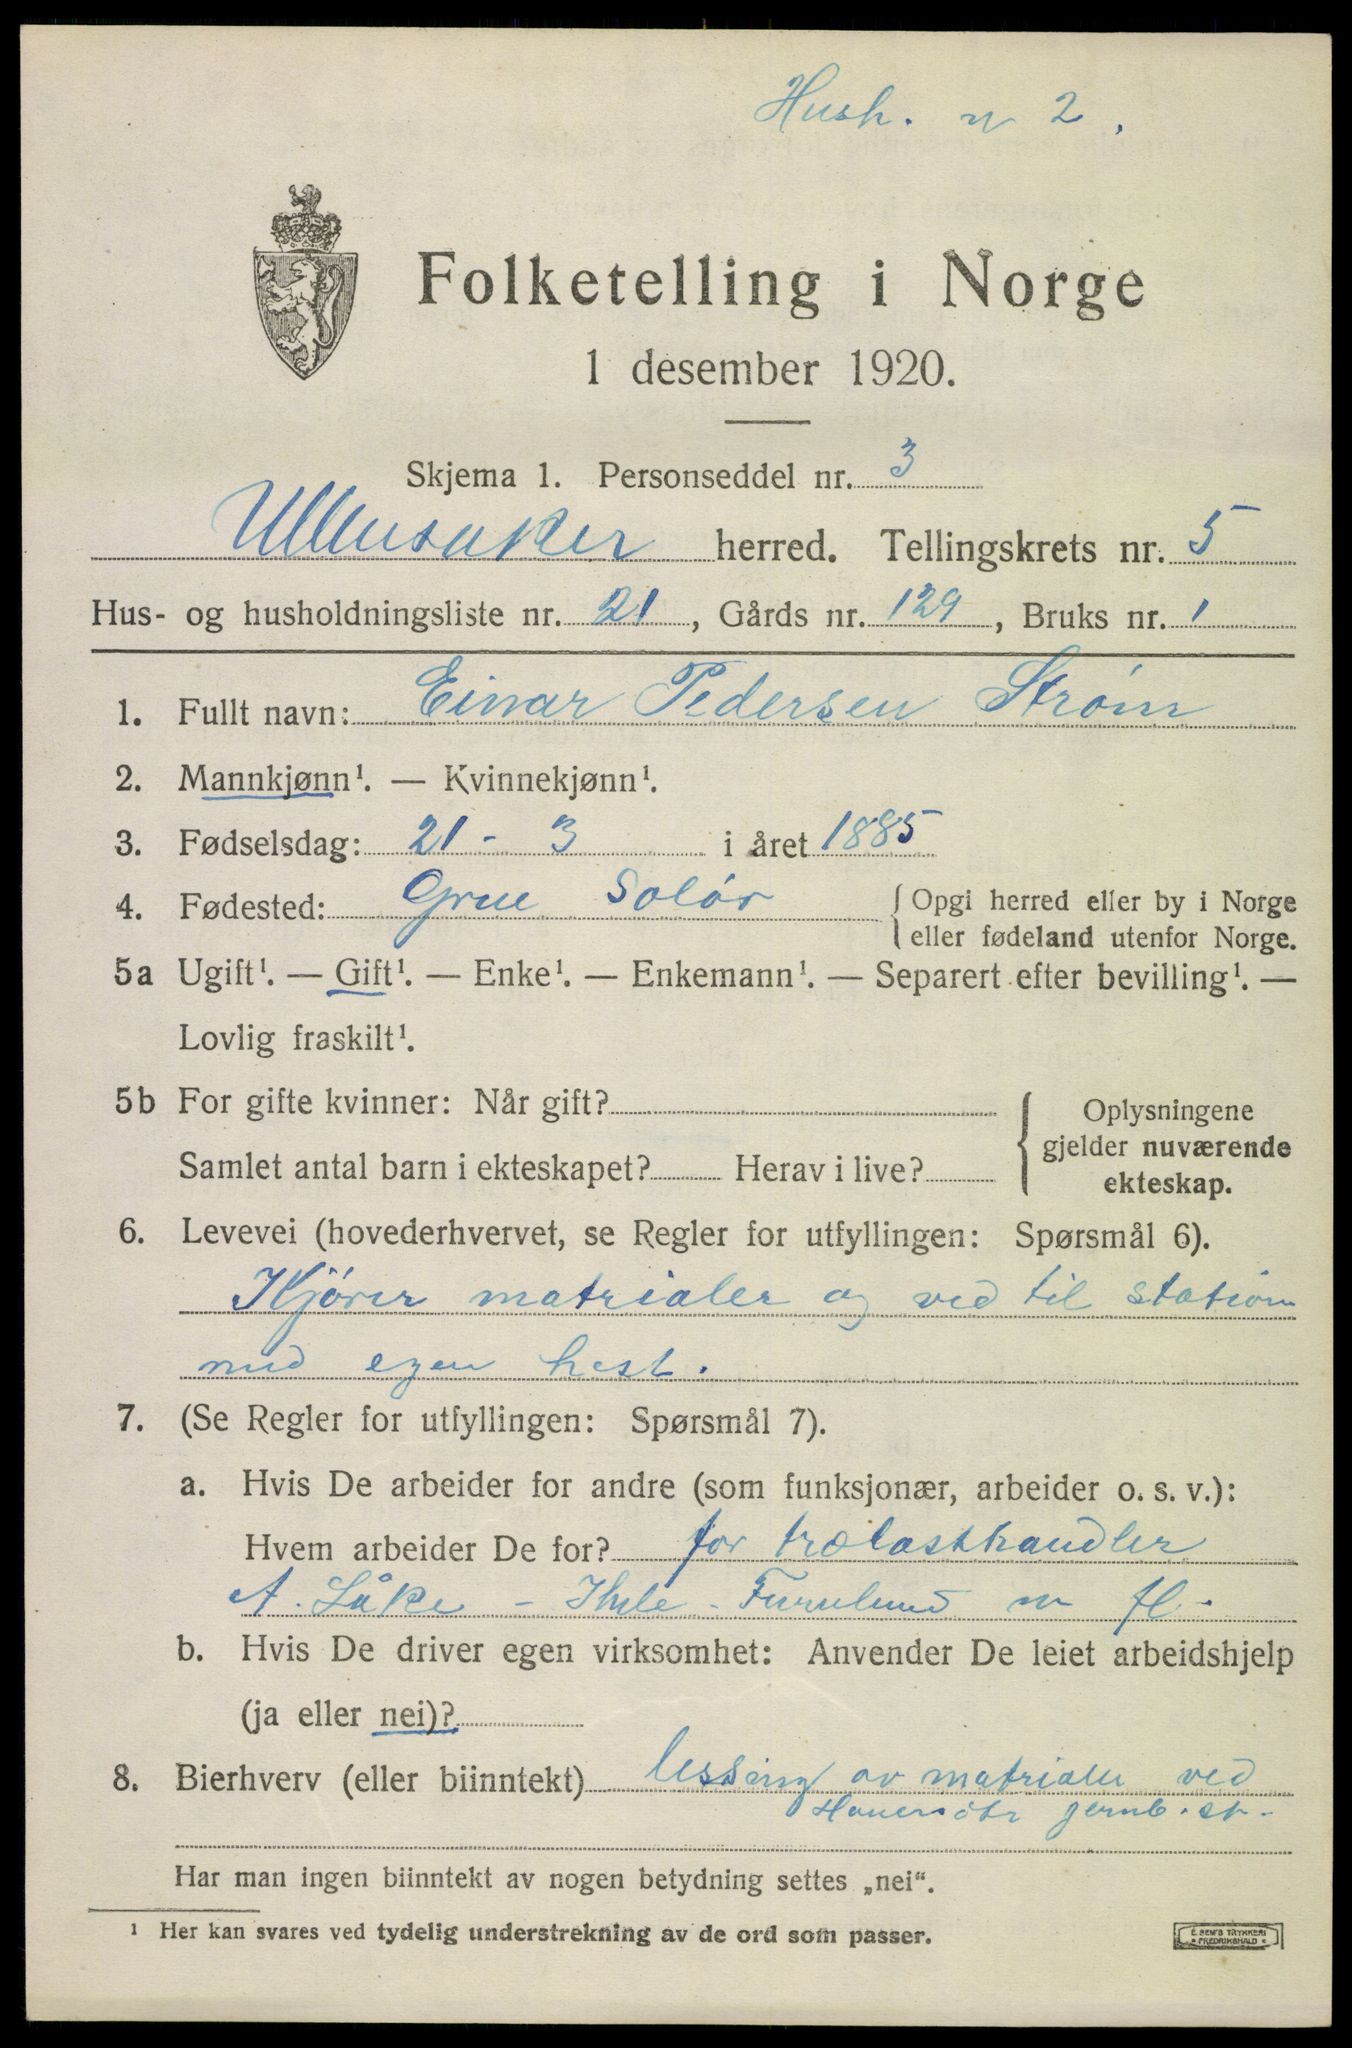 Hush. nr 2.
Folketelling i Norge
1 desember 1920.
Skjema 1. Personseddel nr. 3
Ullensaker herred. Tellingskrets nr. 5
Hus- og husholdningsliste nr. 21, Gårds nr. 129, Bruks nr. 1
1. Fullt navn: Einar Pedersen Strøm
2. Mannkjønn¹. — Kvinnekjønn¹.
3. Fødselsdag: 21 - 3 i året 1885
4. Fødested: Grue Solør { Opgi herred eller by i Norge
eller fødeland utenfor Norge.
5a Ugift¹. — Gift¹. — Enke¹. — Enkemann¹. — Separert efter bevilling¹. —
Lovlig fraskilt¹.
5b For gifte kvinner: Når gift?
Samlet antal barn i ekteskapet? Herav i live?
{ Oplysningene
gjelder nuværende
ekteskap.
6. Levevei (hovederhvervet, se Regler for utfyllingen: Spørsmål 6).
Kjører matrialer og ved til station
med egen hest.
7. (Se Regler for utfyllingen: Spørsmål 7).
a. Hvis De arbeider for andre (som funksjonær, arbeider o. s. v.):
Hvem arbeider De for? for trælasthandler
A. Låke - Ihle - Furulund m fl.
b. Hvis De driver egen virksomhet: Anvender De leiet arbeidshjelp
(ja eller nei)?
8. Bierhverv (eller biinntekt) lessing av matrialer ved
jernb. st.
Har man ingen biinntekt av nogen betydning settes „nei“.
¹ Her kan svares ved tydelig understrekning av de ord som passer.
E. SEM'S TRYKKERI
FREDRIKSHALD